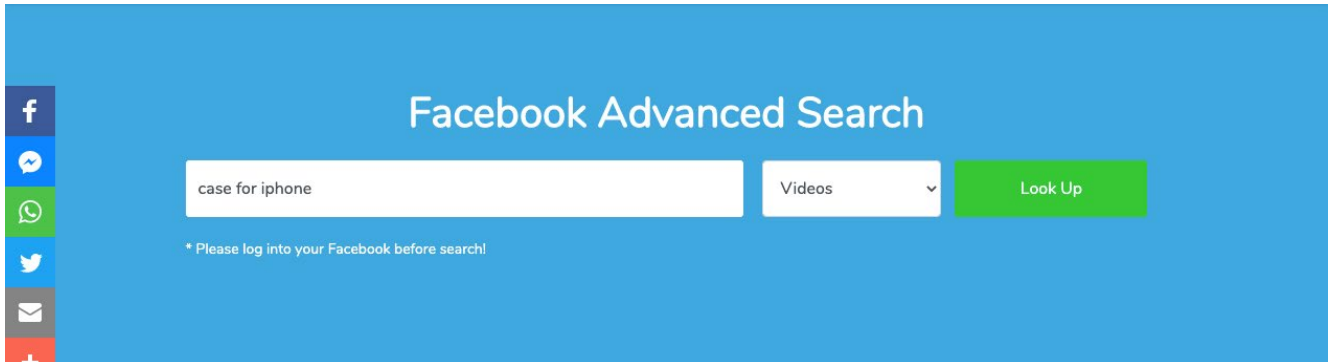 Facebook Advanced Search
case for iphone
Videos
Look Up
* Please log into your Facebook before search!